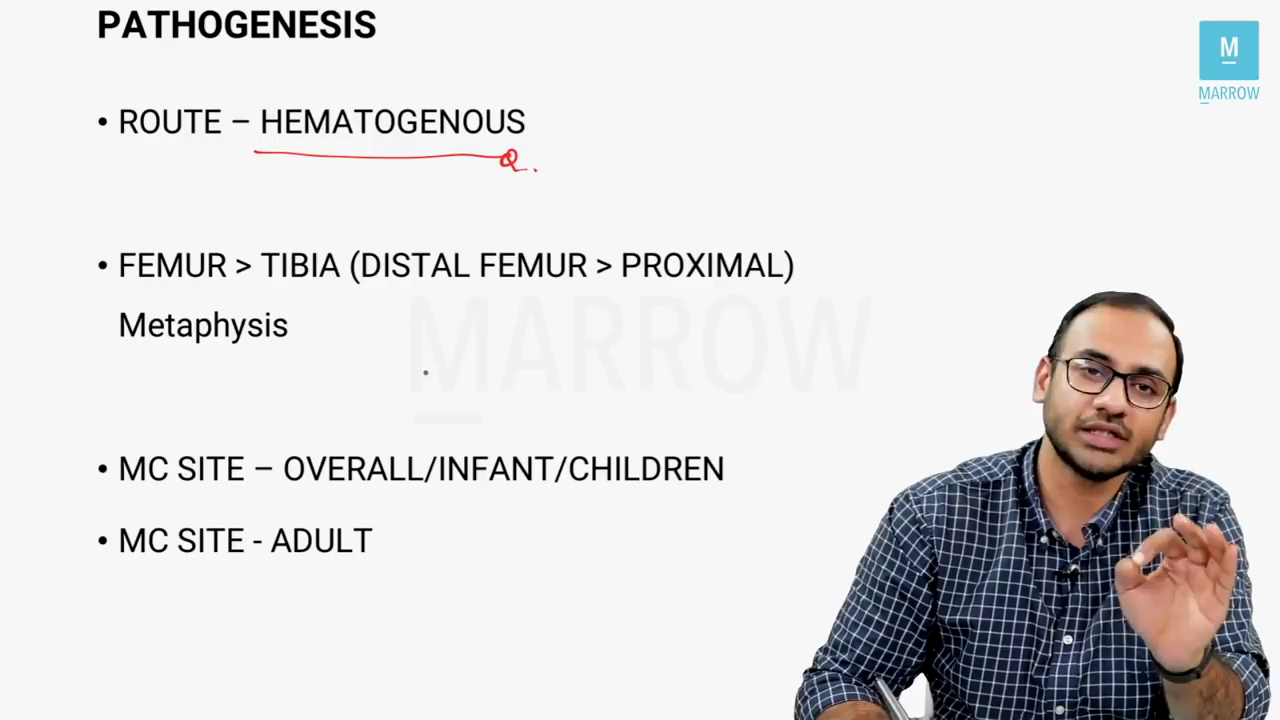 PATHOGENESIS
M
MARROW
• ROUTE – HEMATOGENOUS
Q.
• FEMUR > TIBIA (DISTAL FEMUR > PROXIMAL)
Metaphysis
MARROW
• MC SITE – OVERALL/INFANT/CHILDREN
• MC SITE - ADULT